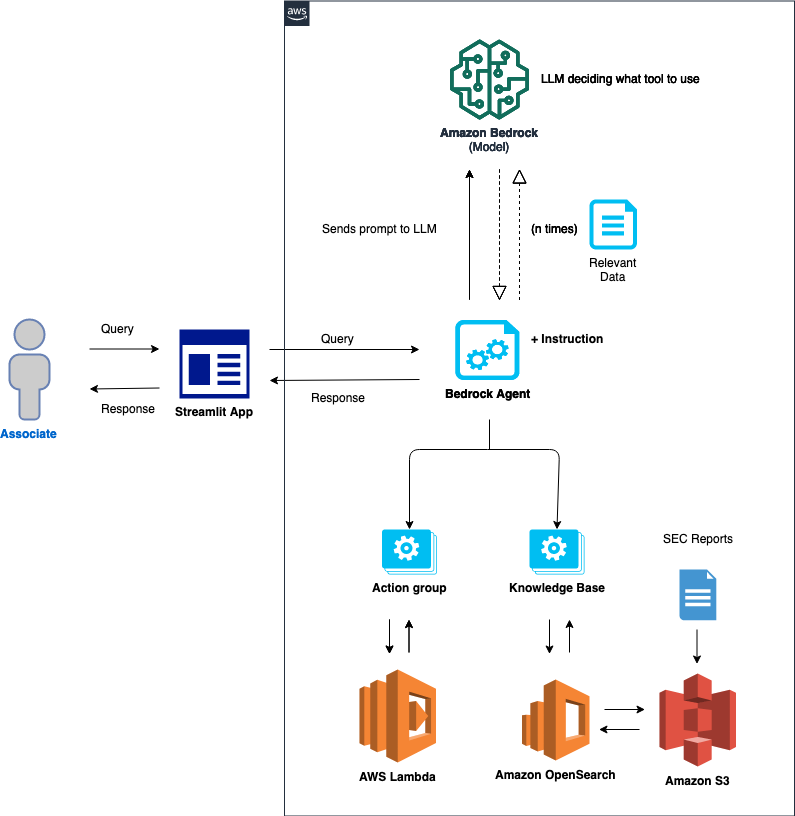 aws
LLM deciding what tool to use
Amazon Bedrock
(Model)
Sends prompt to LLM
(n times)
Relevant
Data
Query
Query
+ Instruction
Response
Response
Streamlit App
Bedrock Agent
Associate
SEC Reports
Action group
Knowledge Base
AWS Lambda
Amazon OpenSearch
Amazon S3